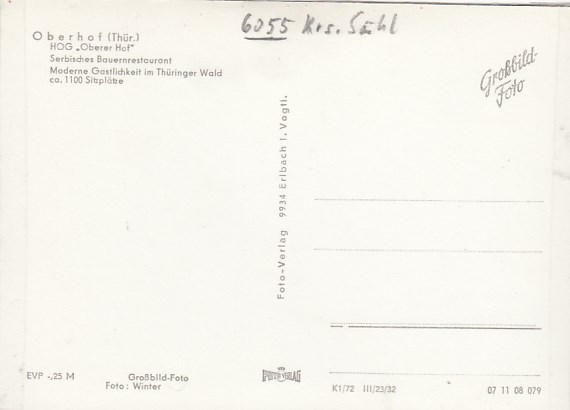 6055 Krs. Suhl
Oberhof (Thür.)
HOG „Oberer Hof"
Serbisches Bauernrestaurant
Moderne Gastlichkeit im Thüringer Wald
ca. 1100 Sitzplätze
Großbild-
Foto
Foto-Verlag 9934 Erlbach i. Vogtl.
EVP -,25 M
Großbild-Foto
Foto: Winter
VERLAG
K1/72 III/23/32
07 11 08 079